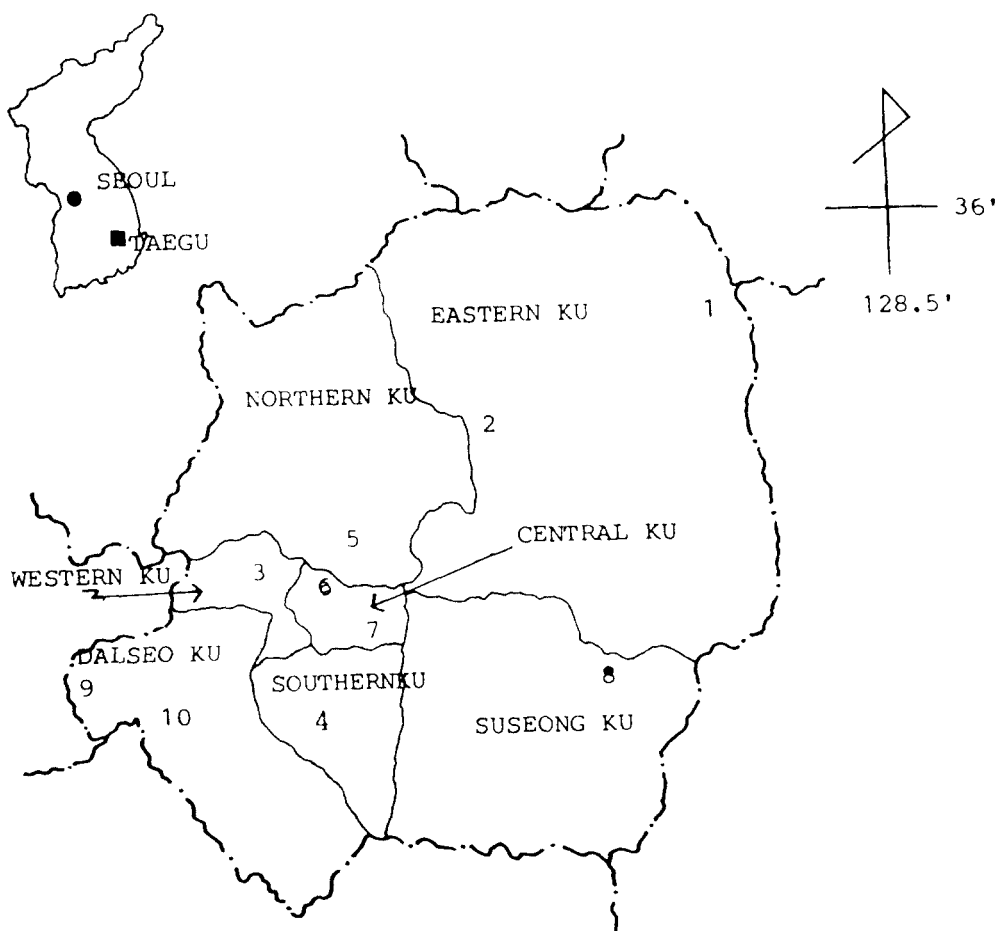 SEOUL
TAEGU
36'
128.5'
EASTERN KU
1
NORTHERN KU
2
CENTRAL KU
5
WESTERN KU
3
6
7
DALSEO KU
9
SOUTHERNKU
8
10
4
SUSEONG KU